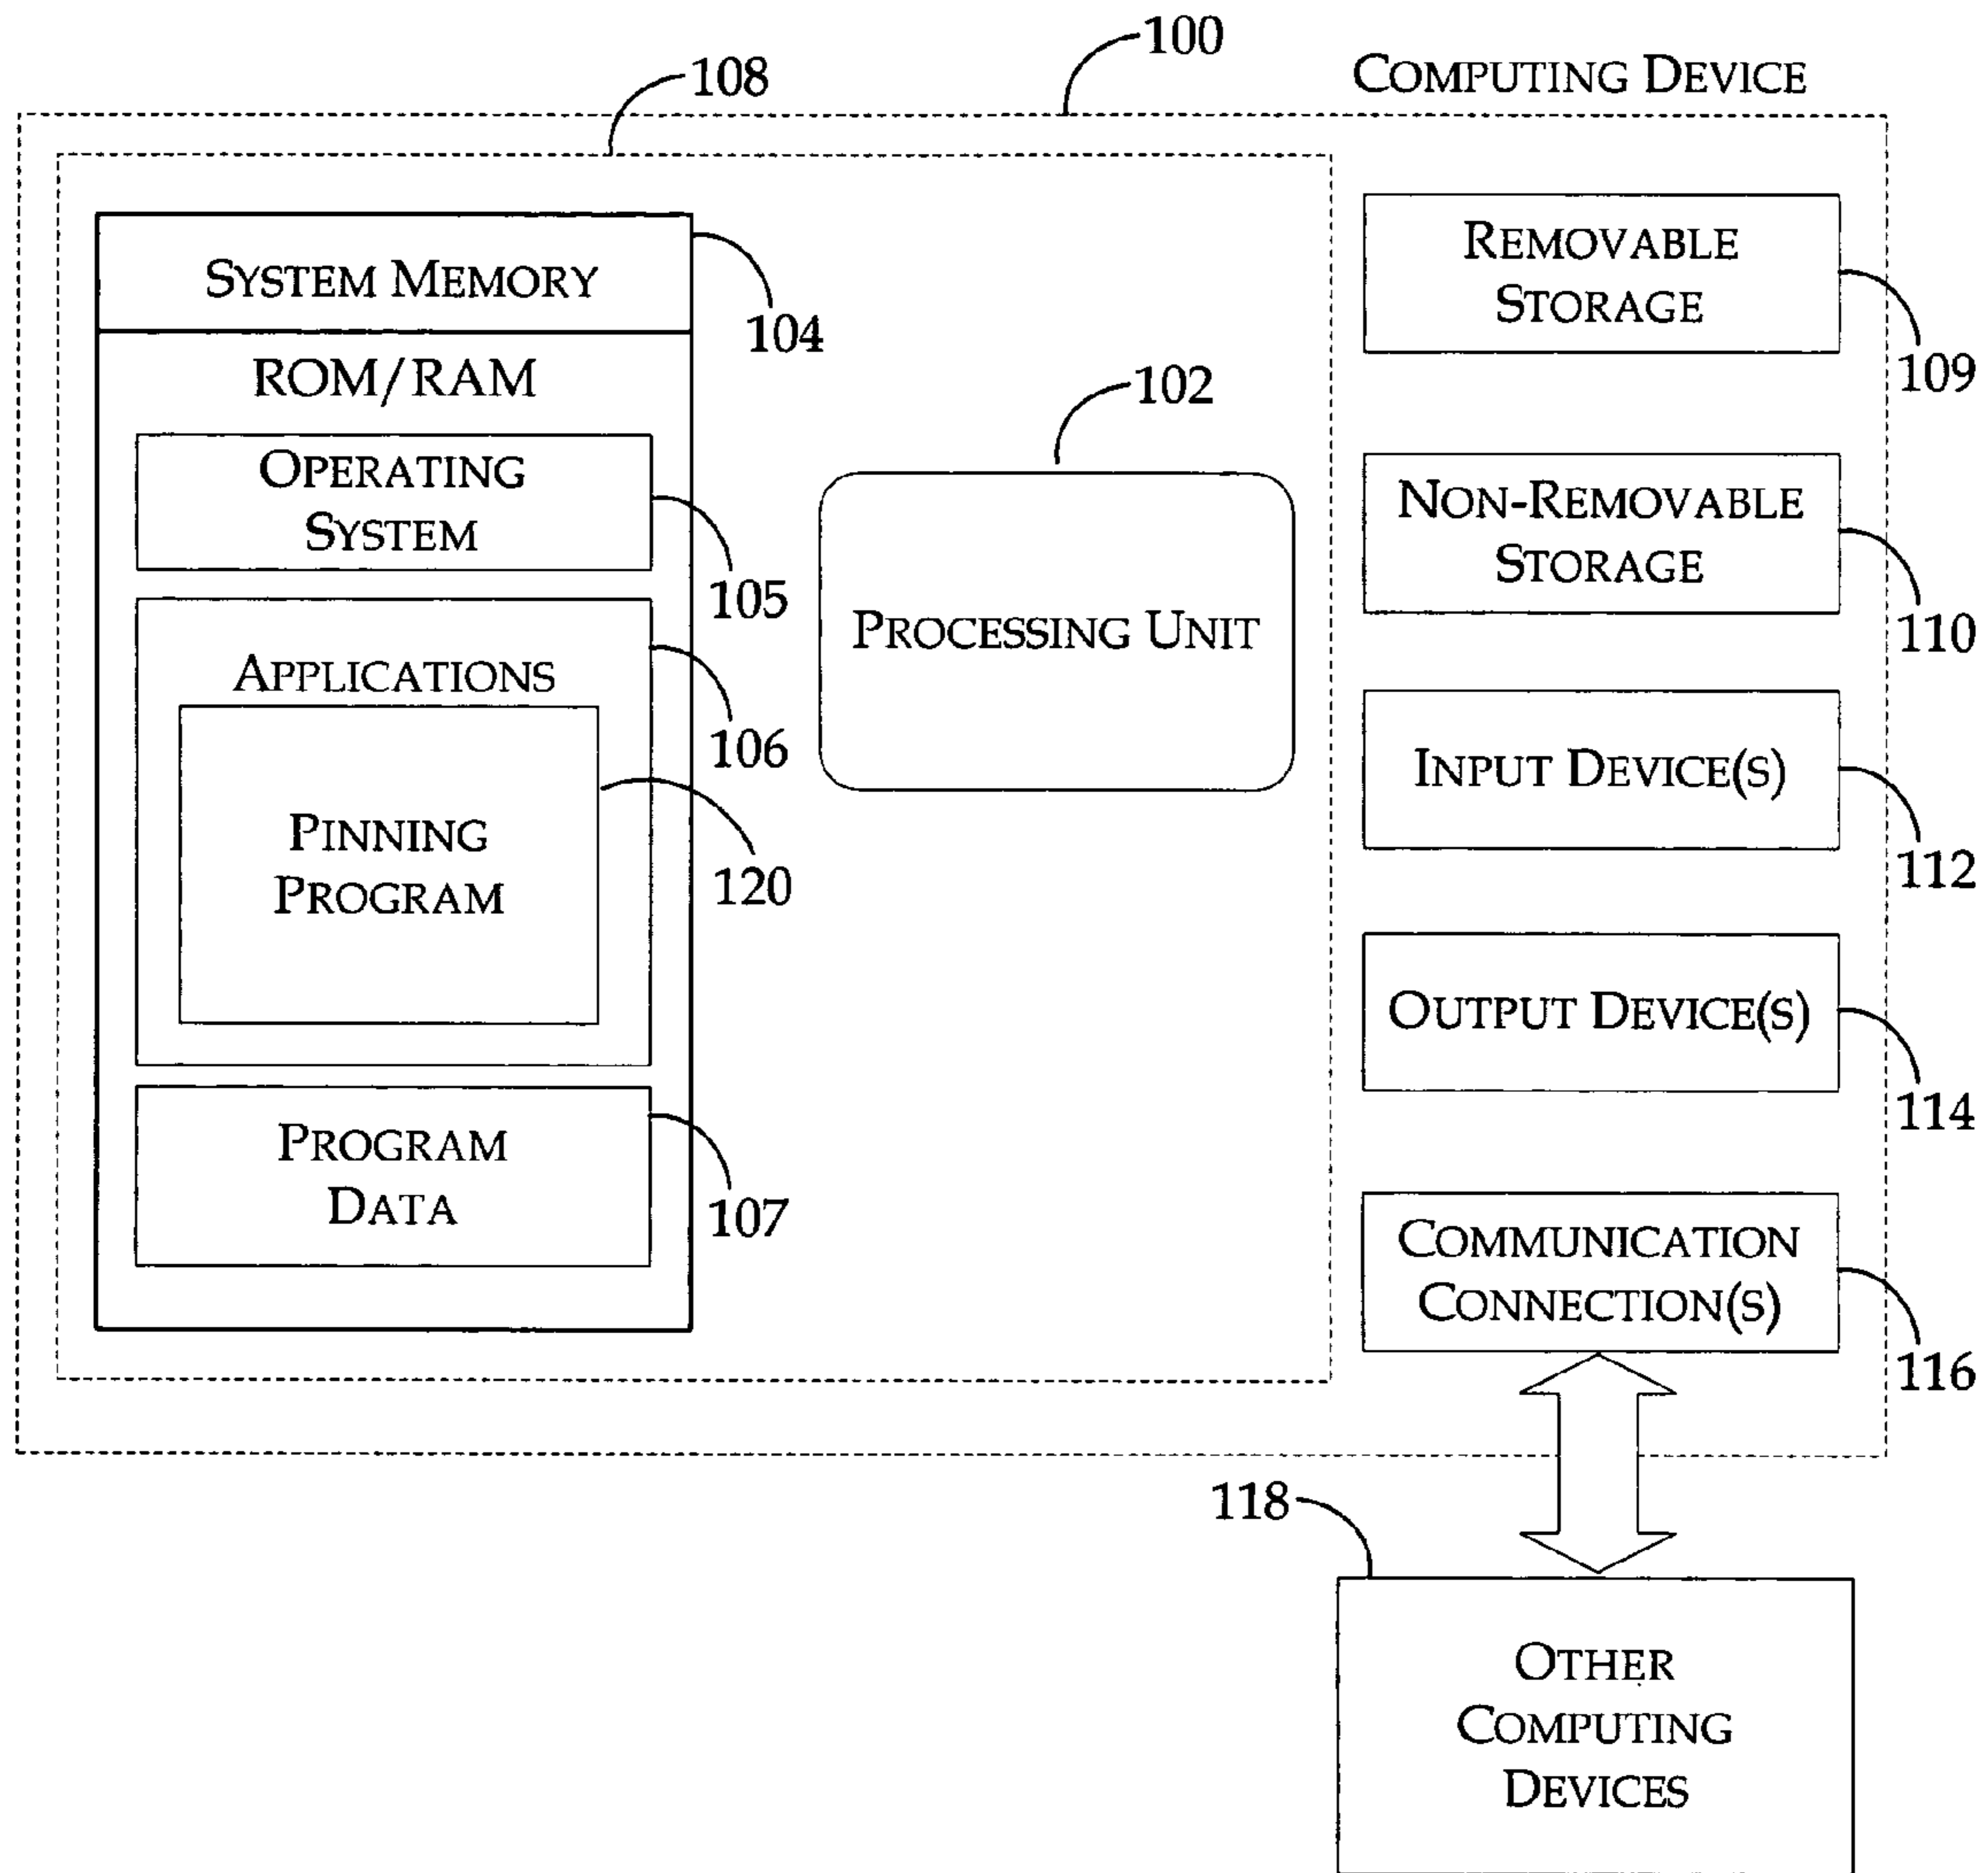 100
COMPUTING DEVICE
108
SYSTEM MEMORY
104
ROM/RAM
OPERATING
SYSTEM
105
APPLICATIONS
106
PINNING
PROGRAM
120
PROGRAM
DATA
107
102
PROCESSING UNIT
REMOVABLE
STORAGE
109
NON-REMOVABLE
STORAGE
110
INPUT DEVICE(S)
112
OUTPUT DEVICE(S)
114
COMMUNICATION
CONNECTION(S)
116
118
OTHER
COMPUTING
DEVICES